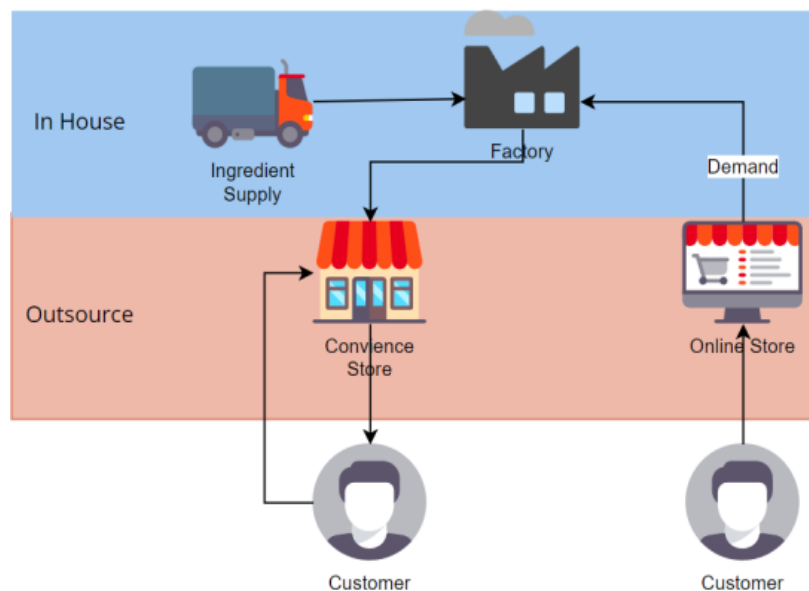 In House
Ingredient
Supply
Factory
Demand
Outsource
Convience
Store
Online Store
Customer
Customer